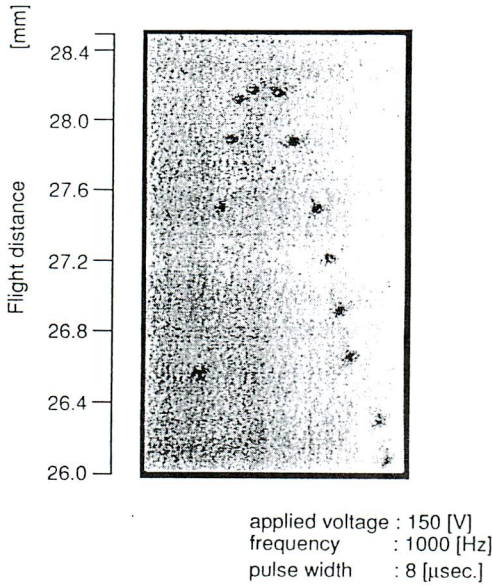 [mm]
28.4
28.0
27.6
27.2
26.8
26.4
26.0
Flight distance
applied voltage : 150 [V]
frequency : 1000 [Hz]
pulse width : 8 [μsec.]